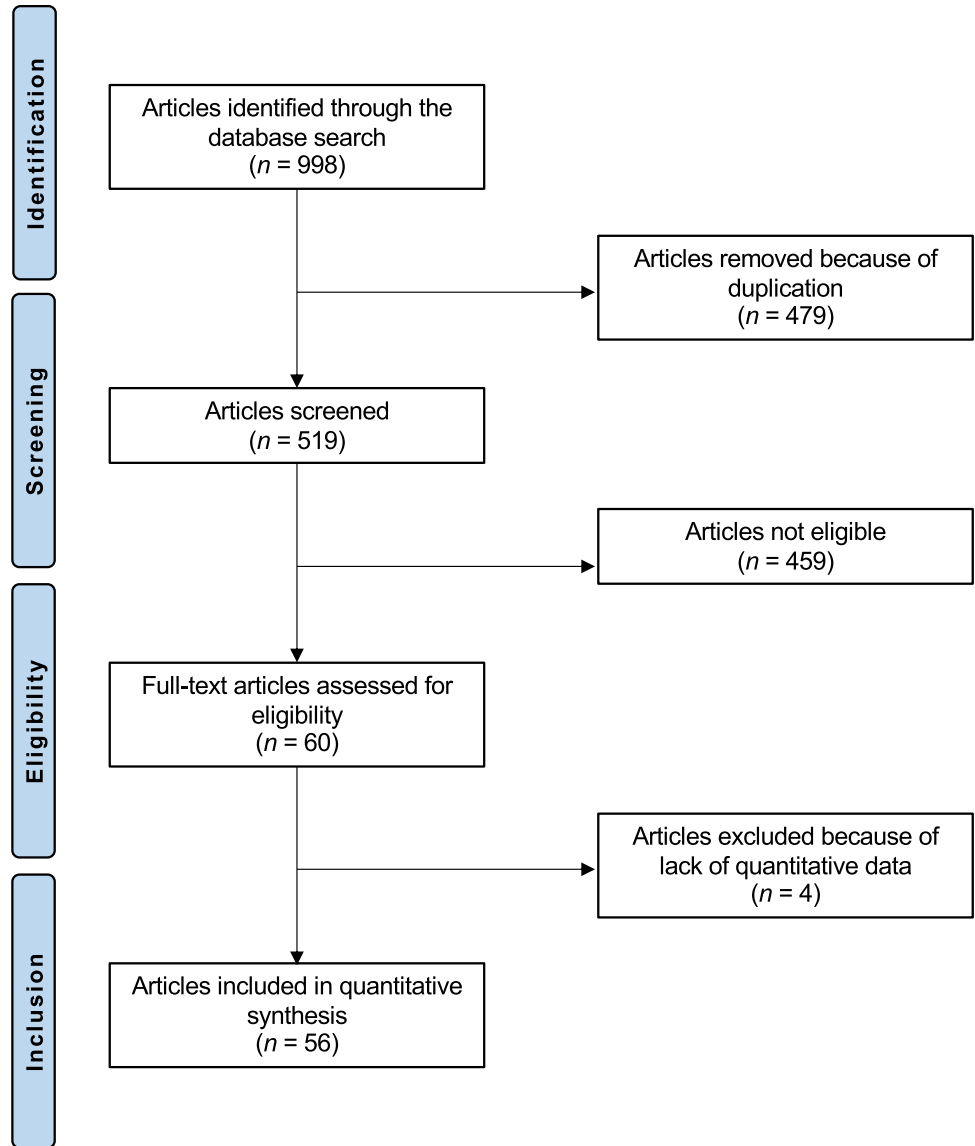 Identification
Articles identified through the
database search
(n = 998)
Articles removed because of
duplication
(n = 479)
Screening
Articles screened
(n = 519)
Articles not eligible
(n = 459)
Eligibility
Full-text articles assessed for
eligibility
(n = 60)
Articles excluded because of
lack of quantitative data
(n = 4)
Inclusion
Articles included in quantitative
synthesis
(n = 56)